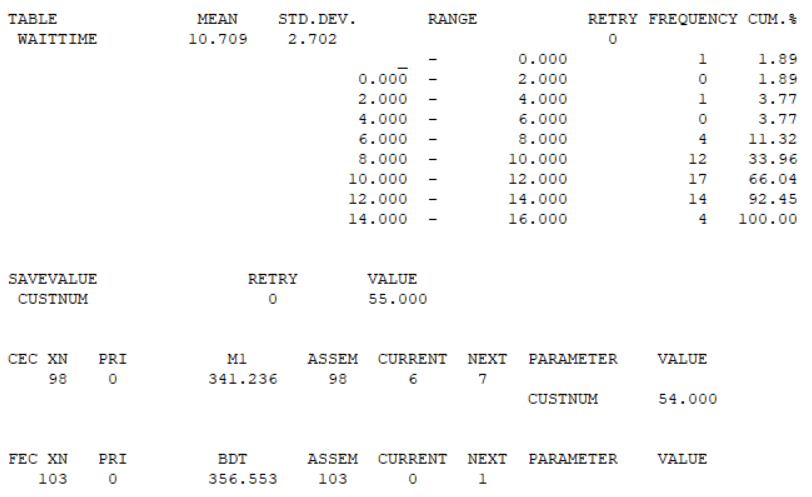 TABLE MEAN STD.DEV. RANGE RETRY FREQUENCY CUM.%
WAITTIME 10.709 2.702 0
_ - 0.000 1 1.89
0.000 - 2.000 0 1.89
2.000 - 4.000 1 3.77
4.000 - 6.000 0 3.77
6.000 - 8.000 4 11.32
8.000 - 10.000 12 33.96
10.000 - 12.000 17 66.04
12.000 - 14.000 14 92.45
14.000 - 16.000 4 100.00
SAVEVALUE RETRY VALUE
CUSTNUM 0 55.000
CEC XN PRI M1 ASSEM CURRENT NEXT PARAMETER VALUE
98 0 341.236 98 6 7
CUSTNUM 54.000
FEC XN PRI BDT ASSEM CURRENT NEXT PARAMETER VALUE
103 0 356.553 103 0 1